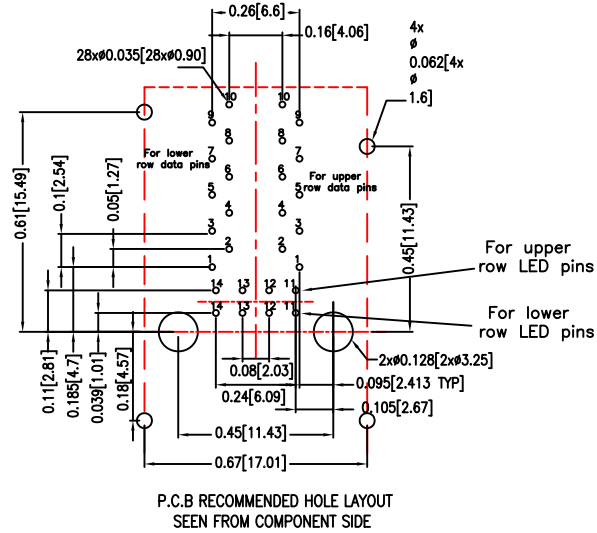 0.26[6.6]
0.16[4.06]
4x
ø
0.062[4x
ø
1.6]
28xø0.035[28xø0.90]
10 10
9 9
8 8
For lower
row data pins
7 7
For upper
row data pins
6 6
5 5
4 4
3 3
2 2
1 1
0.61[15.49]
0.1[2.54]
0.05[1.27]
0.45[11.43]
For upper
row LED pins
14 13 12 11
For lower
row LED pins
14 13 12 11
2xø0.128[2xø3.25]
0.11[2.81]
0.185[4.7]
0.039[1.01]
0.18[4.57]
0.08[2.03]
0.095[2.413 TYP]
0.24[6.09]
0.105[2.67]
0.45[11.43]
0.67[17.01]
P.C.B RECOMMENDED HOLE LAYOUT
SEEN FROM COMPONENT SIDE